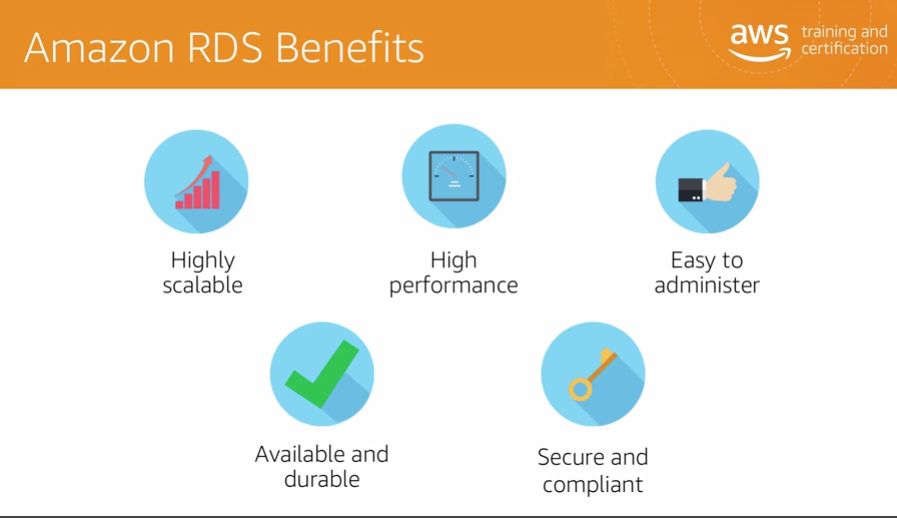 Amazon RDS Benefits
aws
training and
certification
Highly
scalable
High
performance
Easy to
administer
Available and
durable
Secure and
compliant